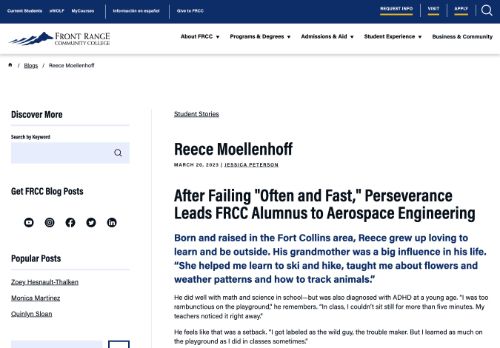 Current Students eWOLF MyCourses Información en español Give to FRCC REQUEST INFO VISIT APPLY
FRONT RANGE
COMMUNITY COLLEGE
About FRCC Programs & Degrees Admissions & Aid Student Experience Business & Community
/ Blogs / Reece Moellenhoff
Discover More
Search by Keyword
Get FRCC Blog Posts
Popular Posts
Zoey Hesnault-Thalken
Monica Martinez
Quinlyn Sloan
Student Stories
Reece Moellenhoff
MARCH 20, 2023 | JESSICA PETERSON
After Failing "Often and Fast," Perseverance
Leads FRCC Alumnus to Aerospace Engineering
Born and raised in the Fort Collins area, Reece grew up loving to
learn and be outside. His grandmother was a big influence in his life.
“She helped me learn to ski and hike, taught me about flowers and
weather patterns and how to track animals.”
He did well with math and science in school—but was also diagnosed with ADHD at a young age. “I was too
rambunctious on the playground,” he remembers. “In class, I couldn’t sit still for more than five minutes. My
teachers noticed it right away.”
He feels like that was a setback. “I got labeled as the wild guy, the trouble maker. But I learned as much on
the playground as I did in classes sometimes.”